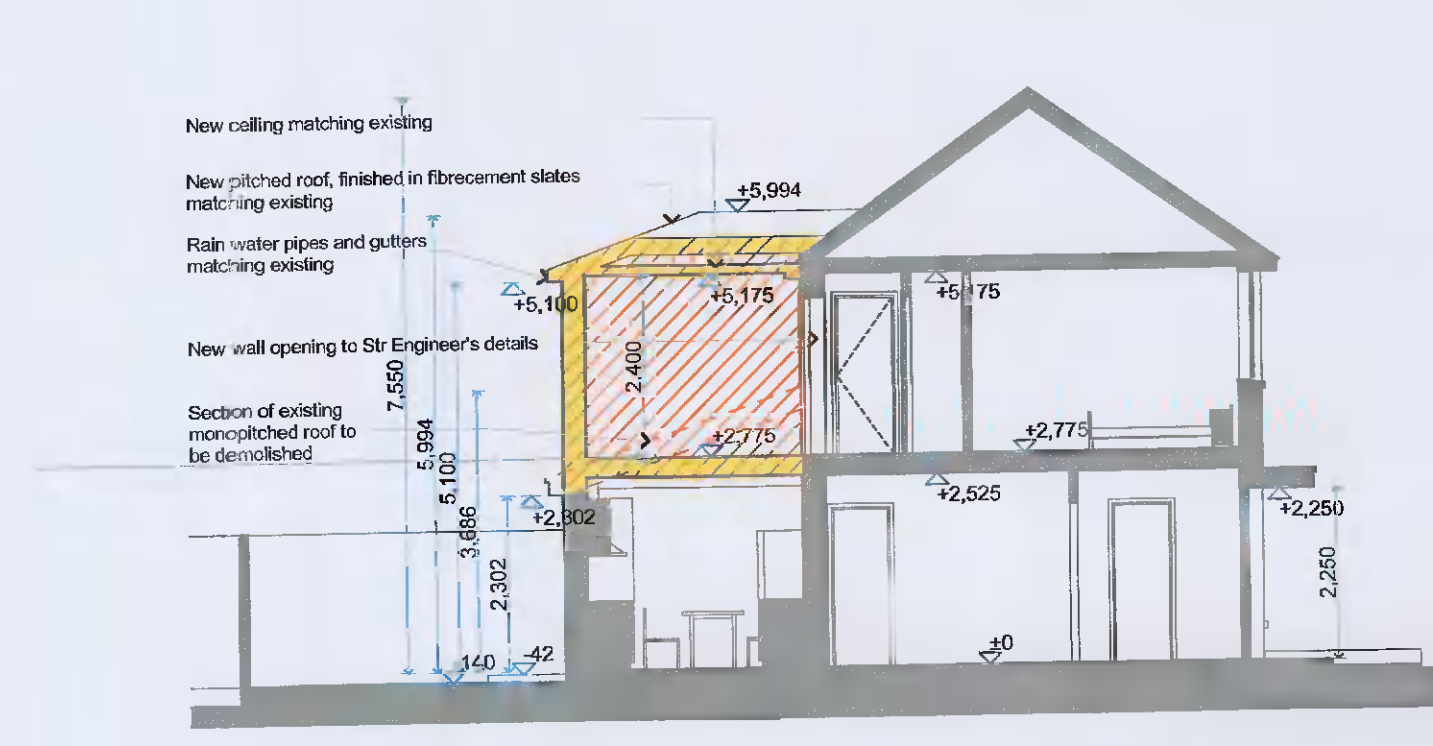 New ceiling matching existing
New pitched roof, finished in fibrecement slates
matching existing
Rain water pipes and gutters
matching existing
New wall opening to Str Engineer's details
Section of existing
monopitched roof to
be demolished
+5,994
+5,100
+5,175
+5,175
7,550
5,994
5,100
3,686
2,302
2.400
+2,775
+2,775
+2,302
+2,525
+2,250
2,250
140
-42
±0